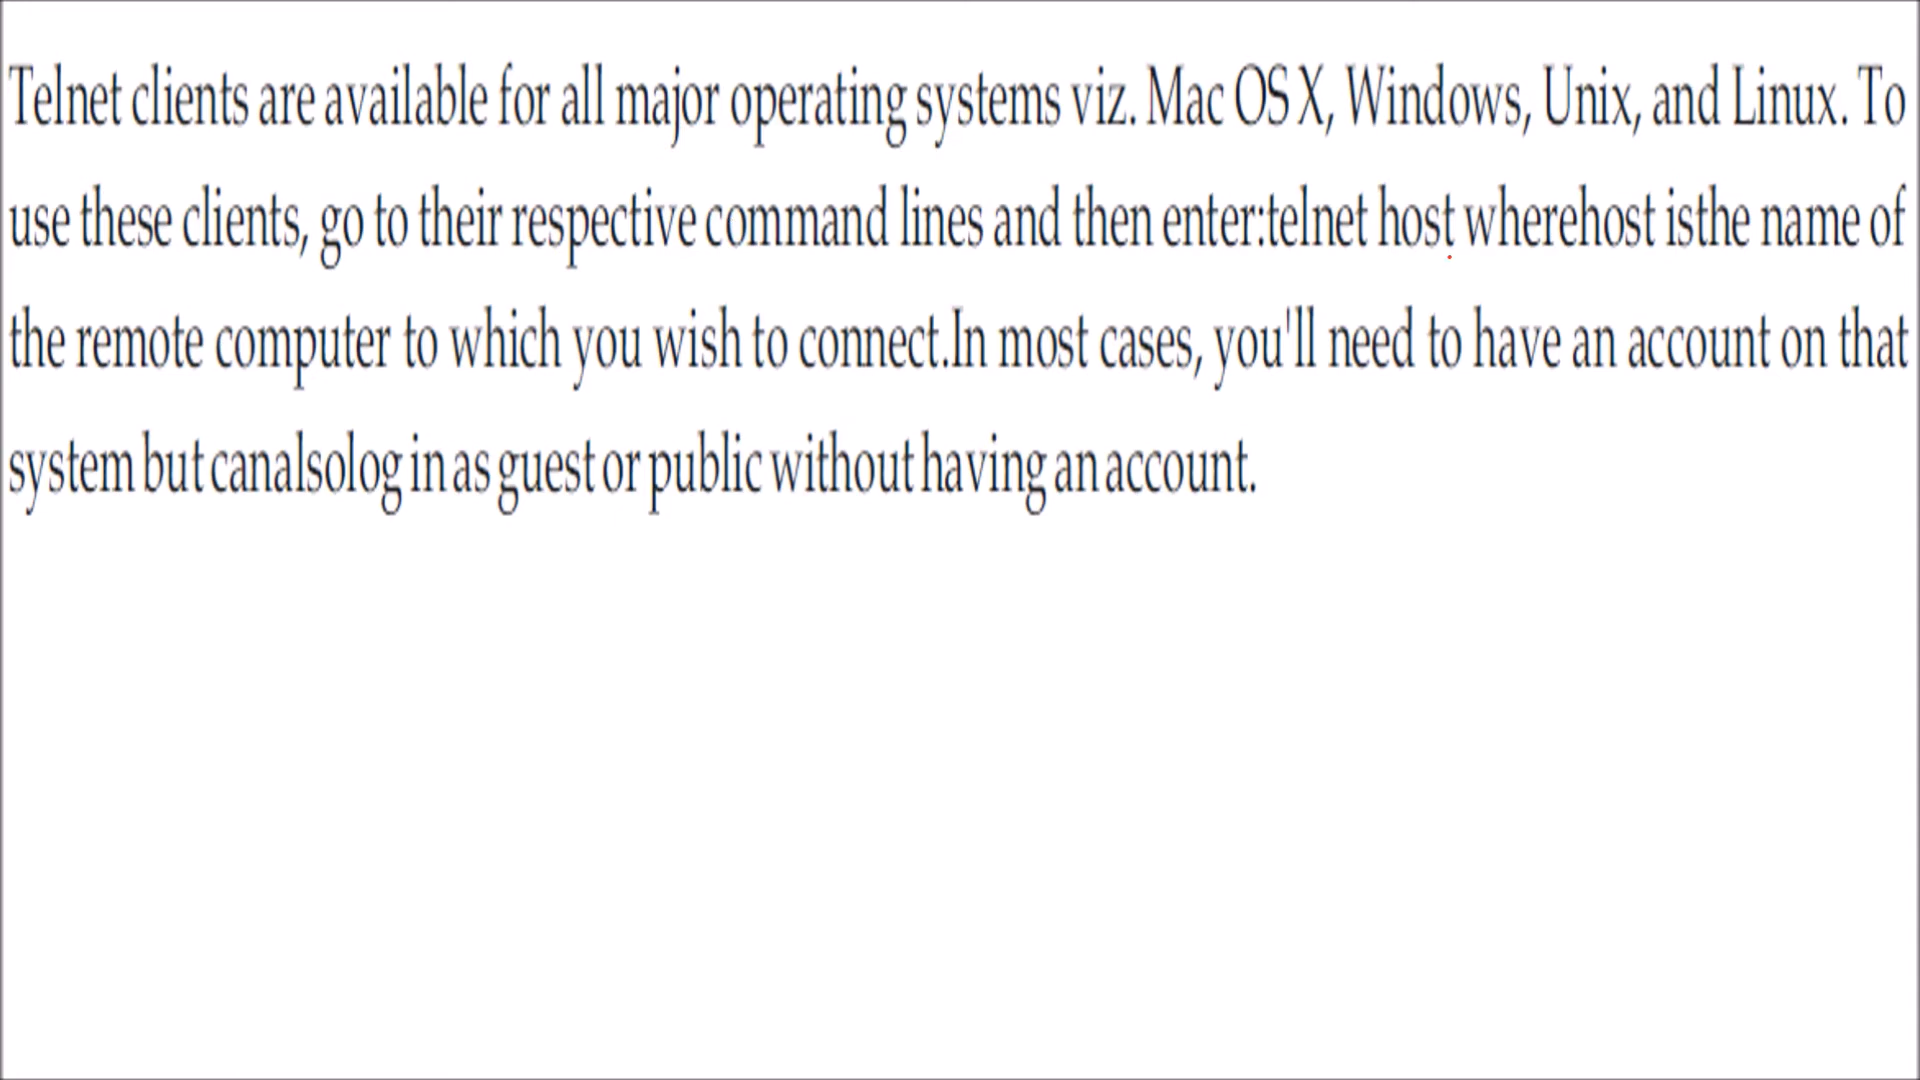 Telnet clients are available for all major operating systems viz. Mac OS X, Windows, Unix, and Linux. To
use these clients, go to their respective command lines and then enter:telnet host wherehost isthe name of
the remote computer to which you wish to connect.In most cases, you'll need to have an account on that
system but canalsolog in as guest or public without having an account.